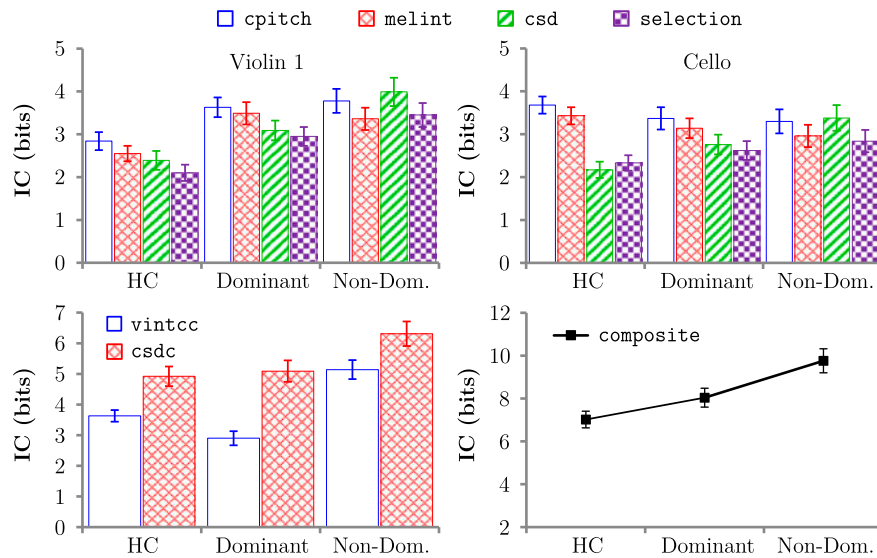 cpitch melint csd selection
Violin 1
IC (bits)
5
4
3
2
1
0
HC Dominant Non-Dom.
Cello
IC (bits)
5
4
3
2
1
0
HC Dominant Non-Dom.
vintcc
csdc
IC (bits)
7
6
5
4
3
2
1
0
HC Dominant Non-Dom.
composite
IC (bits)
12
10
8
6
4
2
HC Dominant Non-Dom.